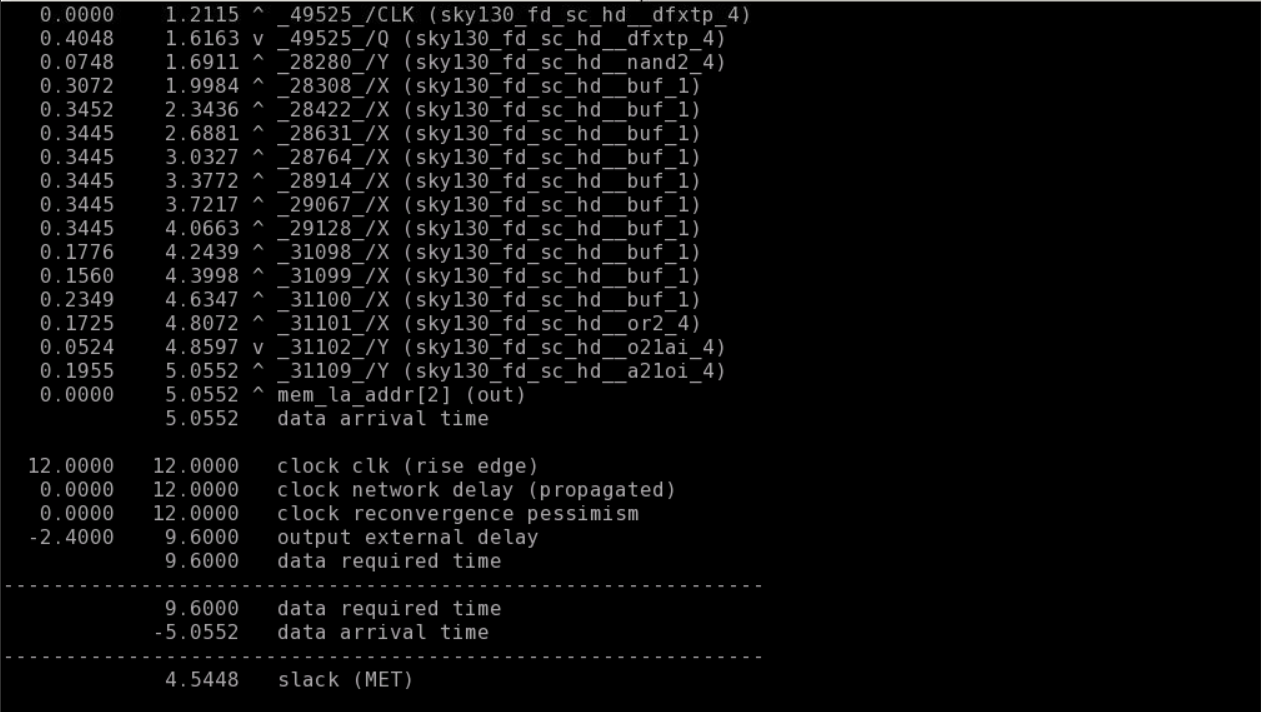 0.0000 1.2115 ^ _49525_/CLK (sky130_fd_sc_hd__dfxtp_4)
0.4048 1.6163 v _49525_/Q (sky130_fd_sc_hd__dfxtp_4)
0.0748 1.6911 ^ _28280_/Y (sky130_fd_sc_hd__nand2_4)
0.3072 1.9984 ^ _28308_/X (sky130_fd_sc_hd__buf_1)
0.3452 2.3436 ^ _28422_/X (sky130_fd_sc_hd__buf_1)
0.3445 2.6881 ^ _28631_/X (sky130_fd_sc_hd__buf_1)
0.3445 3.0327 ^ _28764_/X (sky130_fd_sc_hd__buf_1)
0.3445 3.3772 ^ _28914_/X (sky130_fd_sc_hd__buf_1)
0.3445 3.7217 ^ _29067_/X (sky130_fd_sc_hd__buf_1)
0.3445 4.0663 ^ _29128_/X (sky130_fd_sc_hd__buf_1)
0.1776 4.2439 ^ _31098_/X (sky130_fd_sc_hd__buf_1)
0.1560 4.3998 ^ _31099_/X (sky130_fd_sc_hd__buf_1)
0.2349 4.6347 ^ _31100_/X (sky130_fd_sc_hd__buf_1)
0.1725 4.8072 ^ _31101_/X (sky130_fd_sc_hd__or2_4)
0.0524 4.8597 v _31102_/Y (sky130_fd_sc_hd__o21ai_4)
0.1955 5.0552 ^ _31109_/Y (sky130_fd_sc_hd__a21oi_4)
0.0000 5.0552 ^ mem_la_addr[2] (out)
5.0552 data arrival time
12.0000 12.0000 clock clk (rise edge)
0.0000 12.0000 clock network delay (propagated)
0.0000 12.0000 clock reconvergence pessimism
-2.4000 9.6000 output external delay
9.6000 data required time
-------------------------------------------------------------
9.6000 data required time
-5.0552 data arrival time
-------------------------------------------------------------
4.5448 slack (MET)